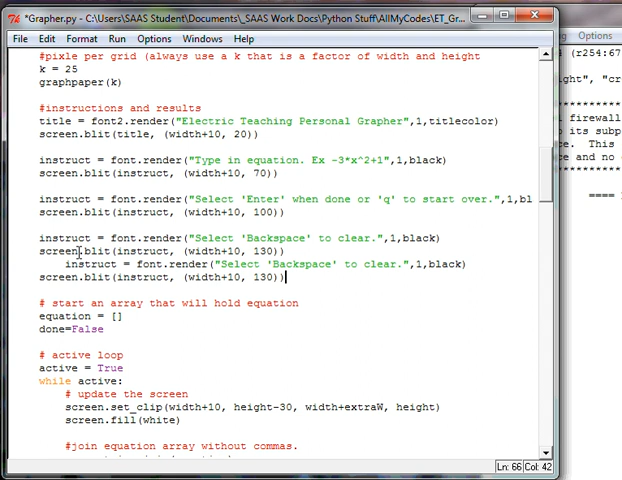 *Grapher.py - C:\Users\SAAS Student\Documents\_SAAS Work Docs\Python Stuff\AllMyCodes\ET_Gr...
File Edit Format Run Options Windows Help
#pixle per grid (always use a k that is a factor of width and height
k = 25
graphpaper(k)
#instructions and results
title = font2.render("Electric Teaching Personal Grapher",1,titlecolor)
screen.blit(title, (width+10, 20))
instruct = font.render("Type in equation. Ex -3*x^2+1",1,black)
screen.blit(instruct, (width+10, 70))
instruct = font.render("Select 'Enter' when done or 'q' to start over.",1,bl
screen.blit(instruct, (width+10, 100))
instruct = font.render("Select 'Backspace' to clear.",1,black)
screen.blit(instruct, (width+10, 130))
instruct = font.render("Select 'Backspace' to clear.",1,black)
screen.blit(instruct, (width+10, 130))
# start an array that will hold equation
equation = []
done=False
# active loop
active = True
while active:
# update the screen
screen.set_clip(width+10, height-30, width+extraW, height)
screen.fill(white)
#join equation array without commas.
Ln: 66 Col: 42
Options
(r254:67
ght", "cr
*********
firewall
o its subp
ce. This
ce and no
*********
====